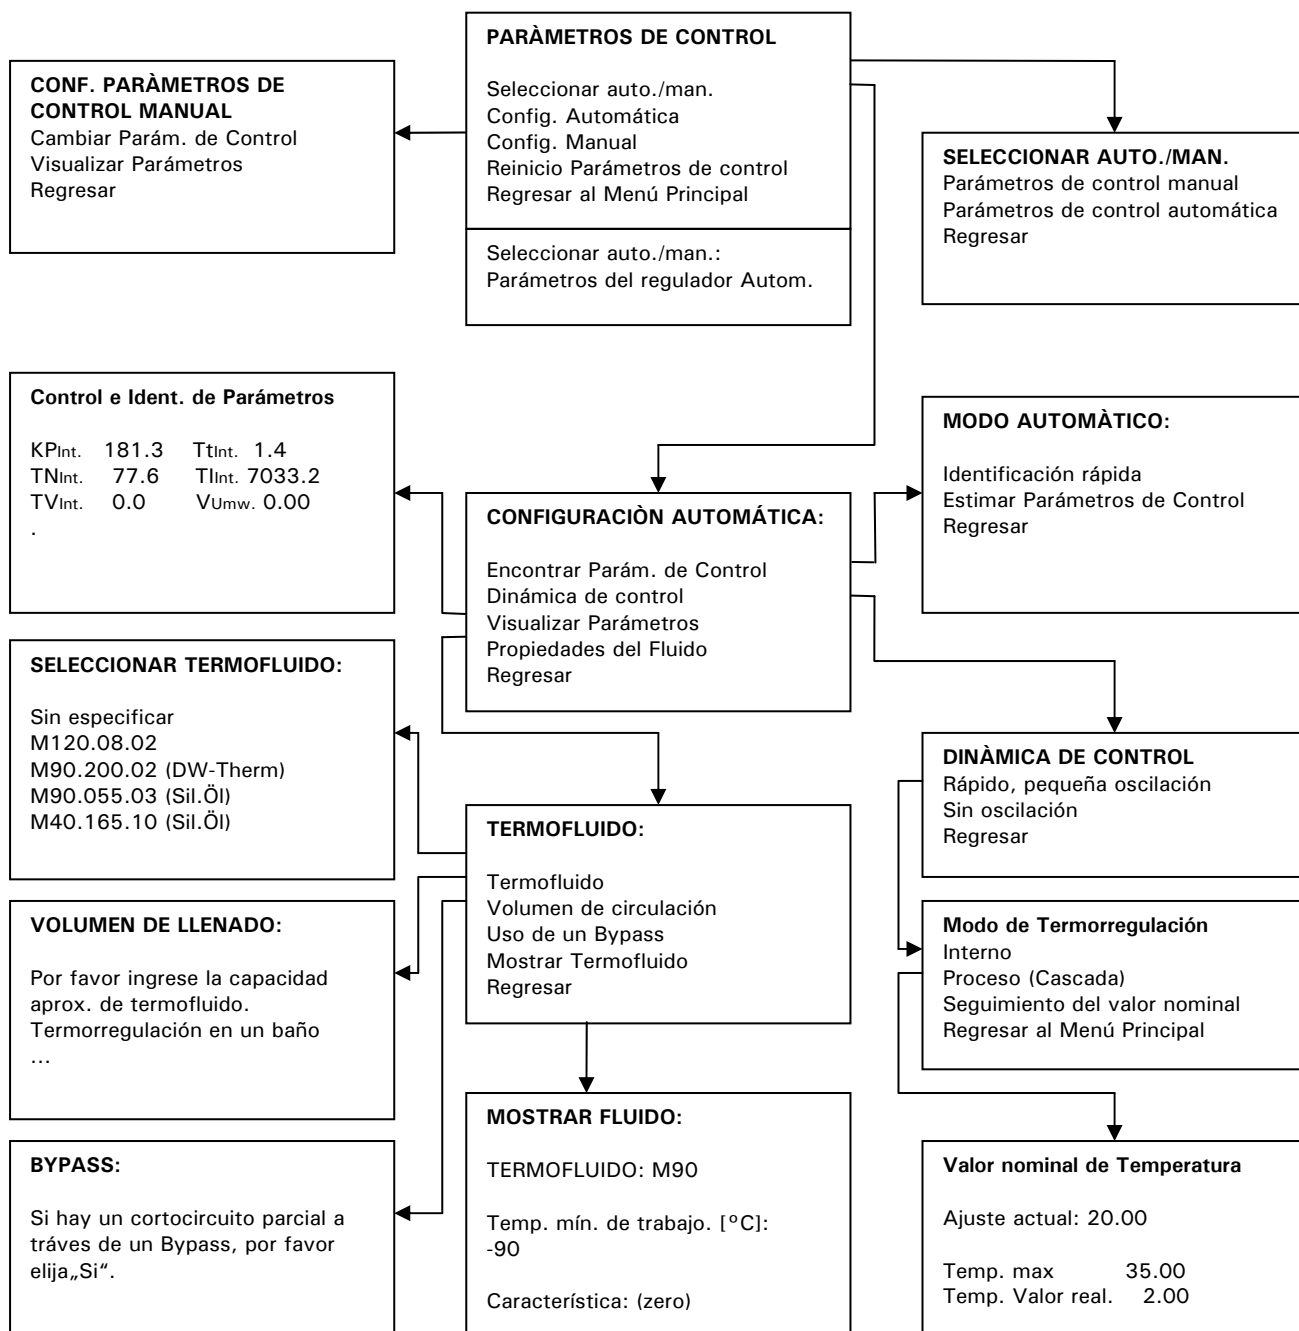 PARÀMETROS DE CONTROL
Seleccionar auto./man.
Config. Automática
Config. Manual
Reinicio Parámetros de control
Regresar al Menú Principal
Seleccionar auto./man.:
Parámetros del regulador Autom.
CONF. PARÀMETROS DE
CONTROL MANUAL
Cambiar Parám. de Control
Visualizar Parámetros
Regresar
SELECCIONAR AUTO./MAN.
Parámetros de control manual
Parámetros de control automática
Regresar
Control e Ident. de Parámetros
KPInt. 181.3 TtInt. 1.4
TNInt. 77.6 TIInt. 7033.2
TVInt. 0.0 VUmw. 0.00
.
MODO AUTOMÀTICO:
Identificación rápida
Estimar Parámetros de Control
Regresar
CONFIGURACIÒN AUTOMÁTICA:
Encontrar Parám. de Control
Dinámica de control
Visualizar Parámetros
Propiedades del Fluido
Regresar
SELECCIONAR TERMOFLUIDO:
Sin especificar
M120.08.02
M90.200.02 (DW-Therm)
M90.055.03 (Sil.Öl)
M40.165.10 (Sil.Öl)
DINÀMICA DE CONTROL
Rápido, pequeña oscilación
Sin oscilación
Regresar
TERMOFLUIDO:
Termofluido
Volumen de circulación
Uso de un Bypass
Mostrar Termofluido
Regresar
VOLUMEN DE LLENADO:
Por favor ingrese la capacidad
aprox. de termofluido.
Termorregulación en un baño
...
Modo de Termorregulación
Interno
Proceso (Cascada)
Seguimiento del valor nominal
Regresar al Menú Principal
MOSTRAR FLUIDO:
TERMOFLUIDO: M90
Temp. mín. de trabajo. [ºC]:
-90
Característica: (zero)
BYPASS:
Si hay un cortocircuito parcial a
tráves de un Bypass, por favor
elija„Si“.
Valor nominal de Temperatura
Ajuste actual: 20.00
Temp. max 35.00
Temp. Valor real. 2.00